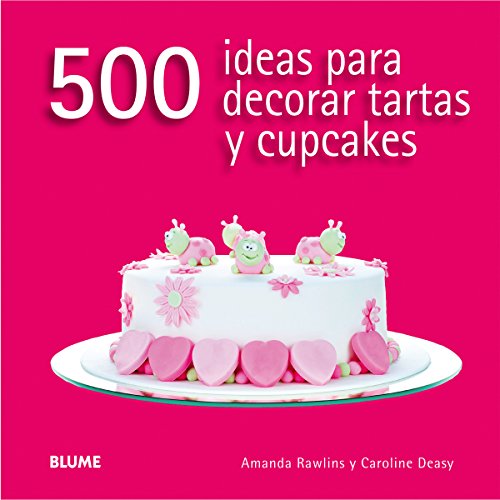 500
ideas para
decorar tartas
y cupcakes
BLUME
Amanda Rawlins y Caroline Deasy